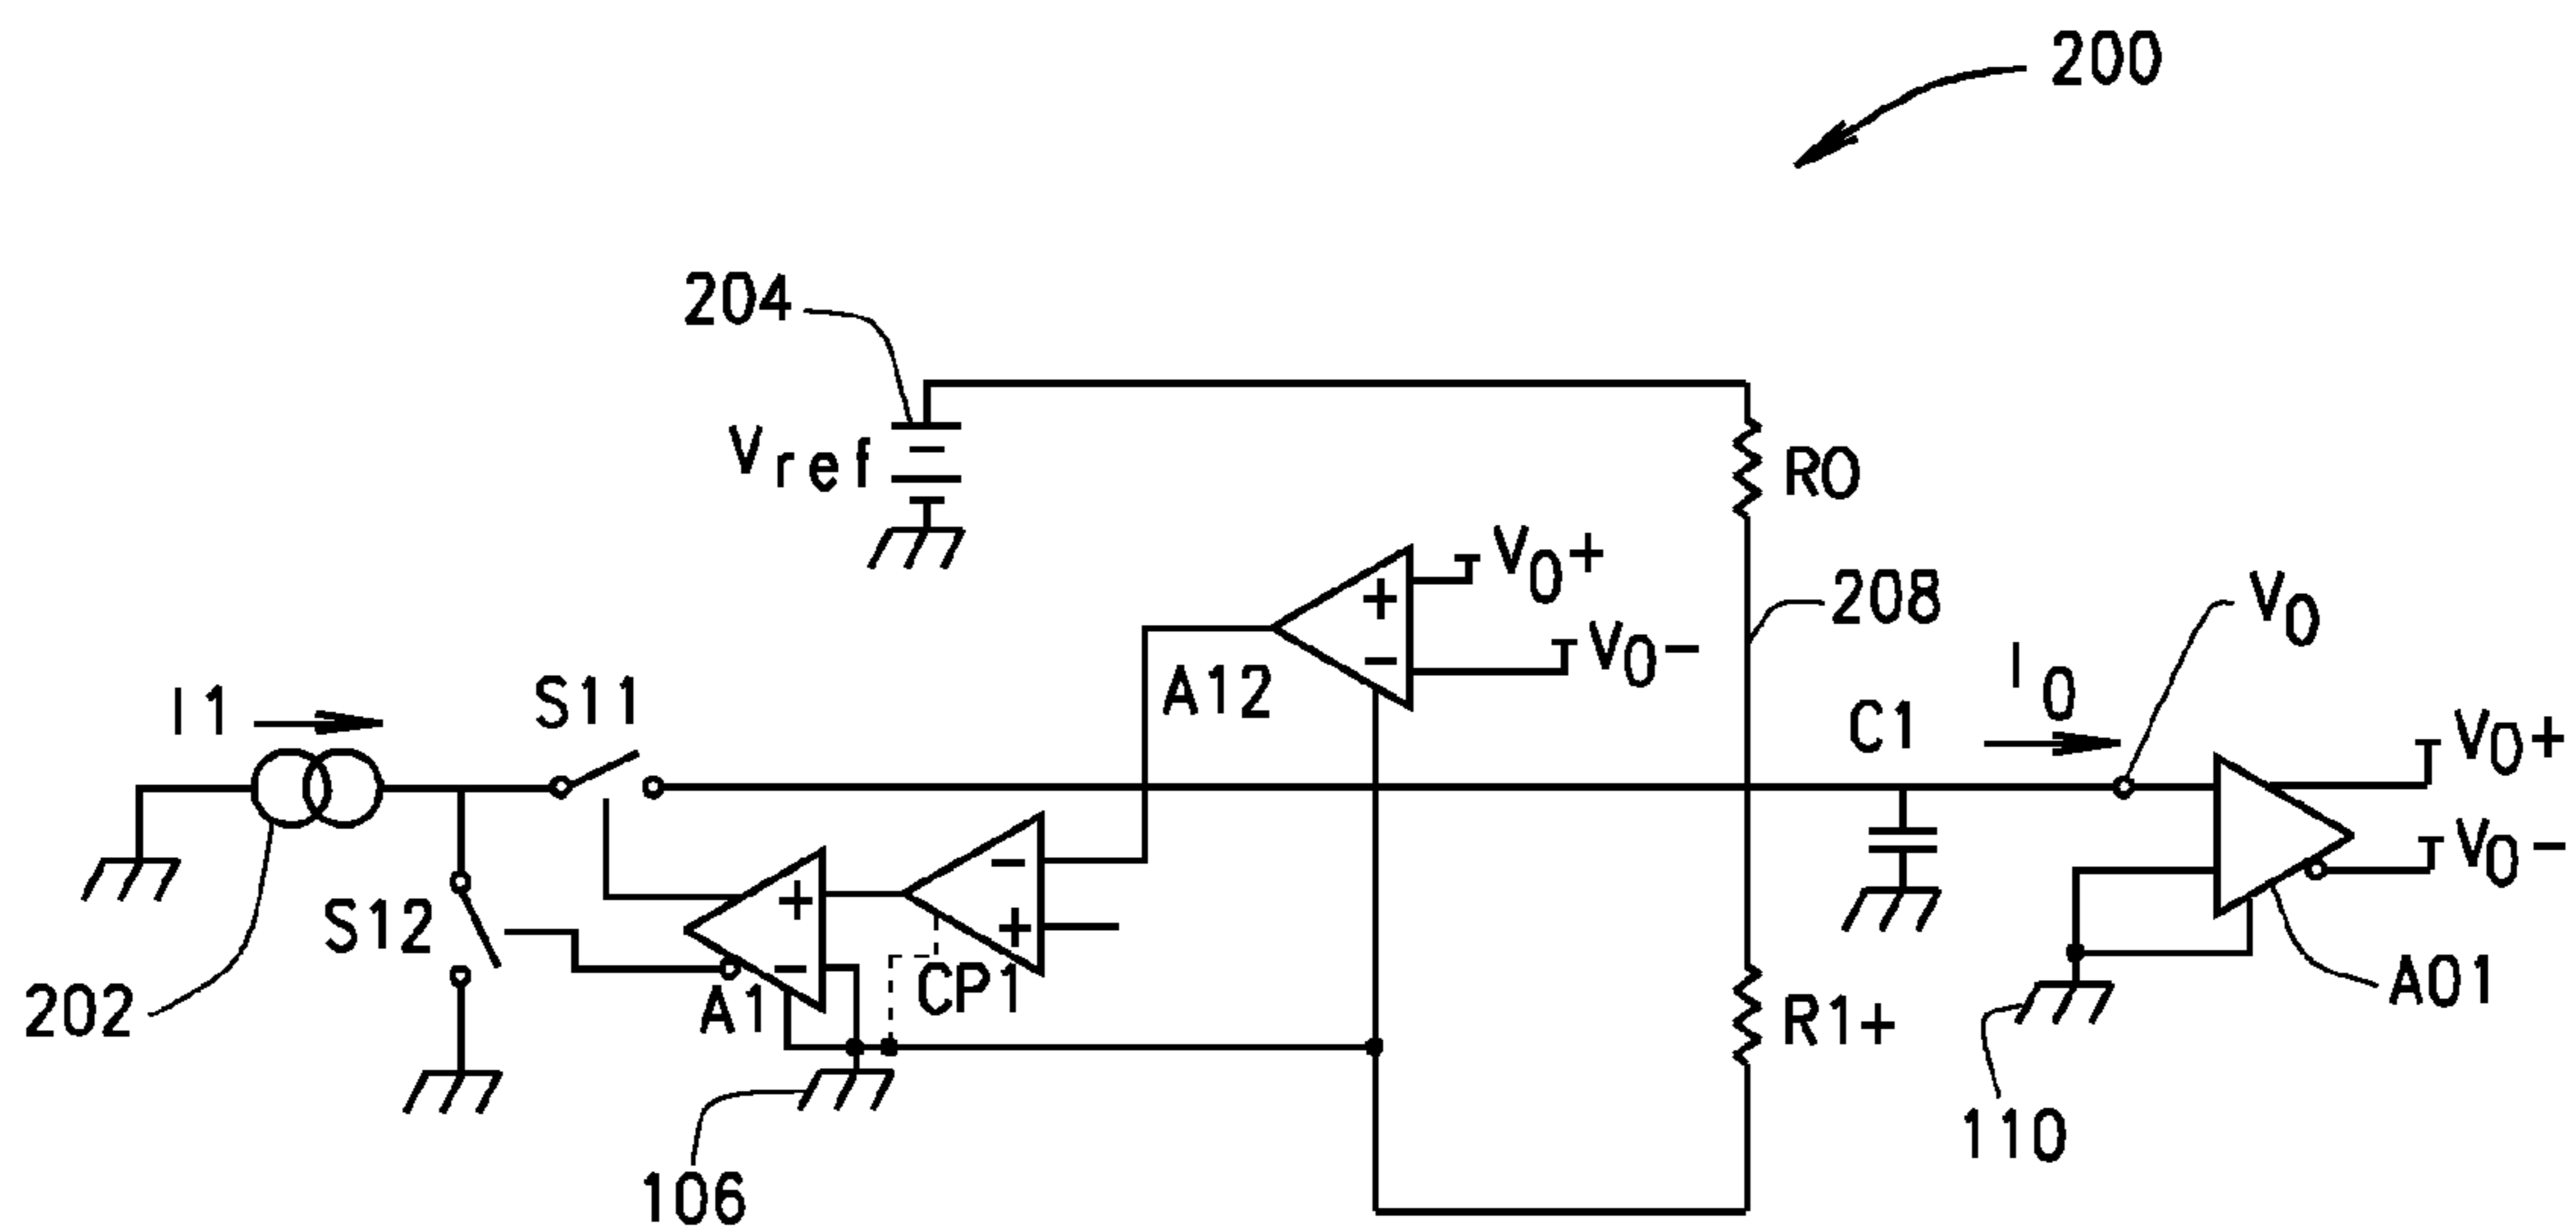 200
204
Vref
R0
V0+
208
V0
V0-
I1
S11
A12
C1
I0
V0+
V0-
S12
202
A1
CP1
R1+
A01
106
110
+
-
-
+
+
-